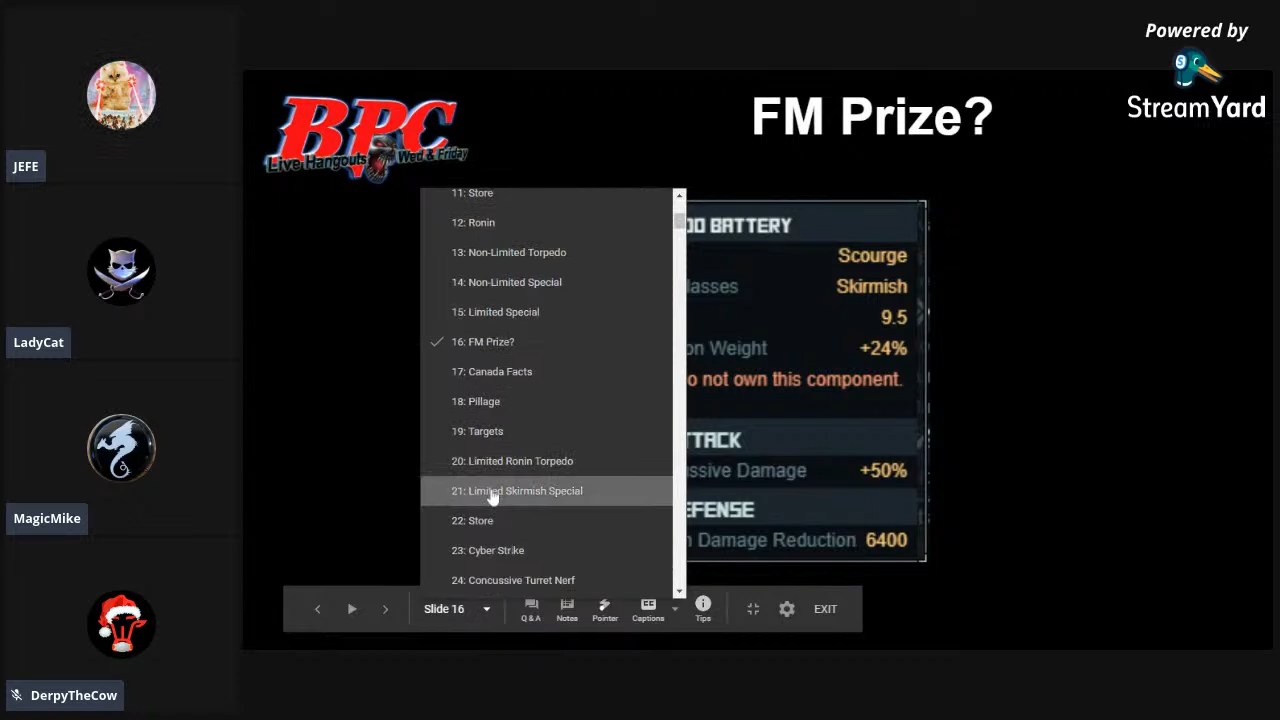 Powered by
StreamYard
JEFE
LadyCat
MagicMike
DerpyTheCow
BPC
Live Hangouts Wed & Friday
FM Prize?
11: Store
12: Ronin
13: Non-Limited Torpedo
14: Non-Limited Special
15: Limited Special
16: FM Prize?
17: Canada Facts
18: Pillage
19: Targets
20: Limited Ronin Torpedo
21: Limited Skirmish Special
22: Store
23: Cyber Strike
24: Concussive Turret Nerf
BATTERY
Scourge
lasses Skirmish
9.5
on Weight +24%
o not own this component.
TTACK
ssive Damage +50%
EFENSE
n Damage Reduction 6400
Slide 16
Q & A
Notes
Pointer
CC
Captions
Tips
EXIT